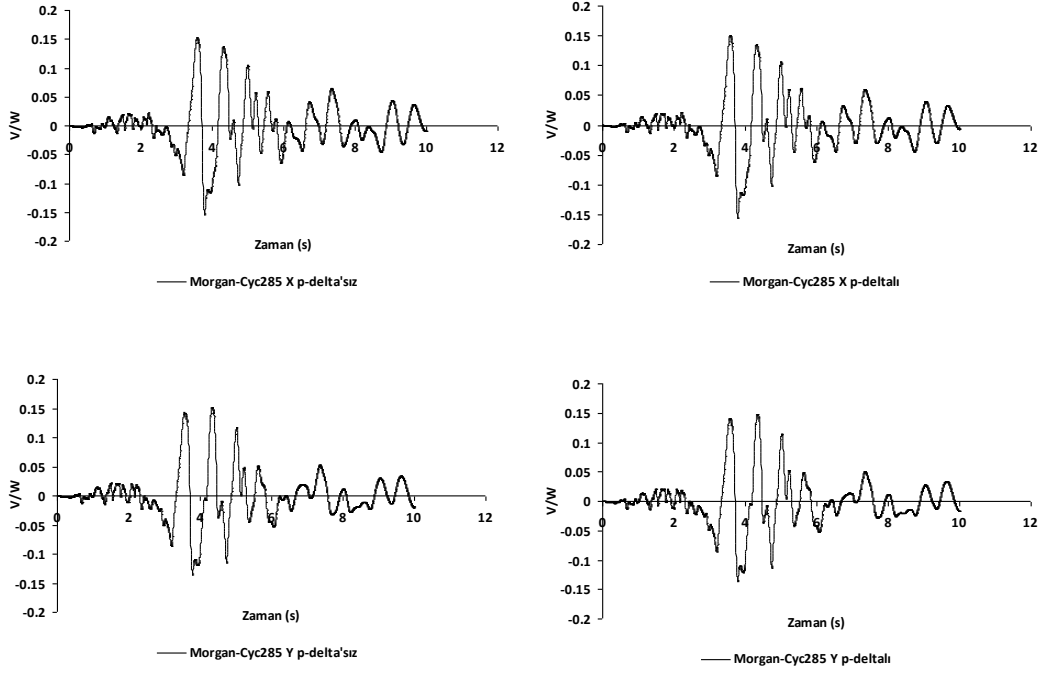 0.2
0.15
0.1
0.05
0
-0.05
-0.1
-0.15
-0.2
V/W
0 2 4 6 8 10 12
Zaman (s)
Morgan-Cyc285 X p-delta'sız
0.2
0.15
0.1
0.05
0
-0.05
-0.1
-0.15
-0.2
V/W
0 2 4 6 8 10 12
Zaman (s)
Morgan-Cyc285 X p-deltalı
0.2
0.15
0.1
0.05
0
-0.05
-0.1
-0.15
-0.2
V/W
0 2 4 6 8 10 12
Zaman (s)
Morgan-Cyc285 Y p-delta'sız
0.2
0.15
0.1
0.05
0
-0.05
-0.1
-0.15
-0.2
V/W
0 2 4 6 8 10 12
Zaman (s)
Morgan-Cyc285 Y p-deltalı